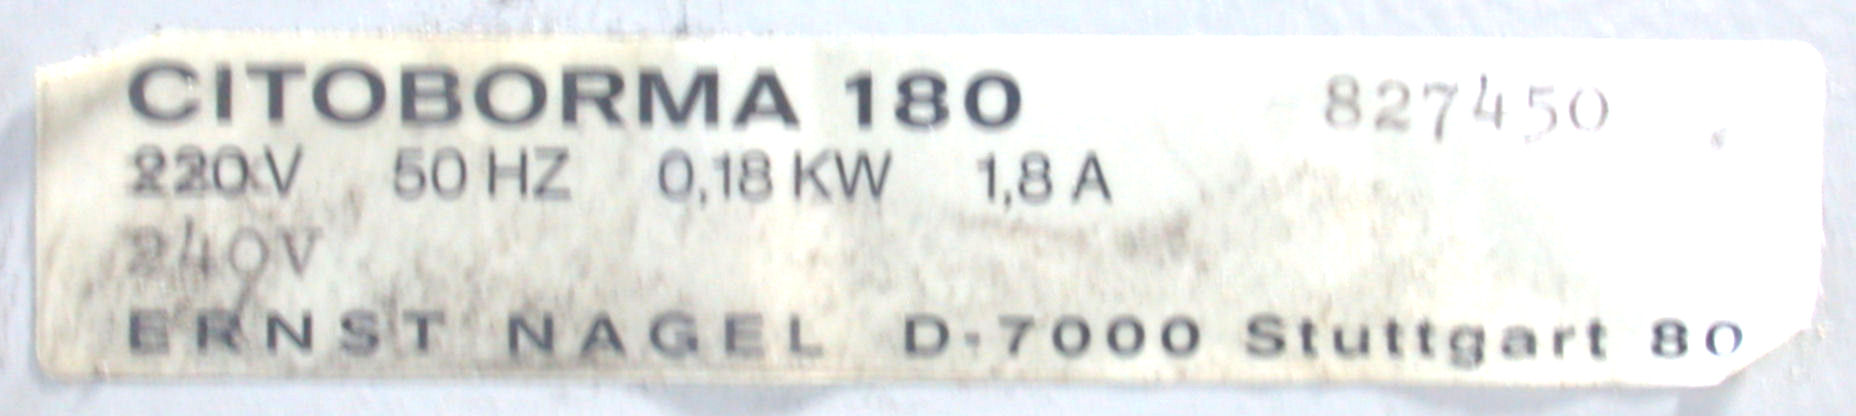 CITOBORMA 180 827450
220V 50 HZ 0,18 KW 1,8 A
240V
ERNST NAGEL D-7000 Stuttgart 80